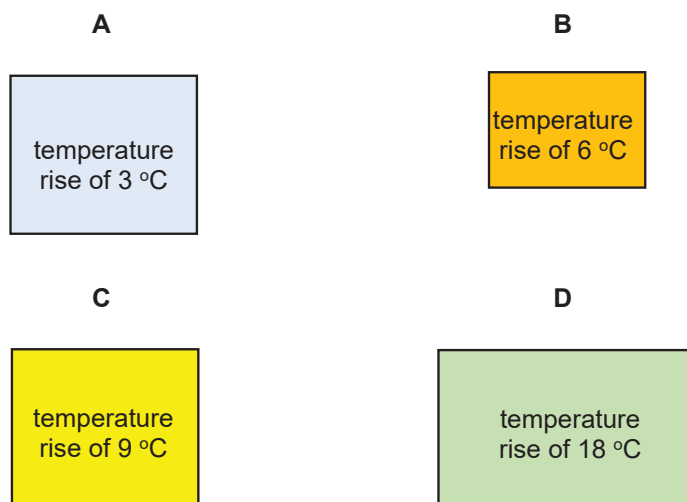 A
B
temperature
rise of 3 °C
temperature
rise of 6 °C
C
D
temperature
rise of 9 °C
temperature
rise of 18 °C